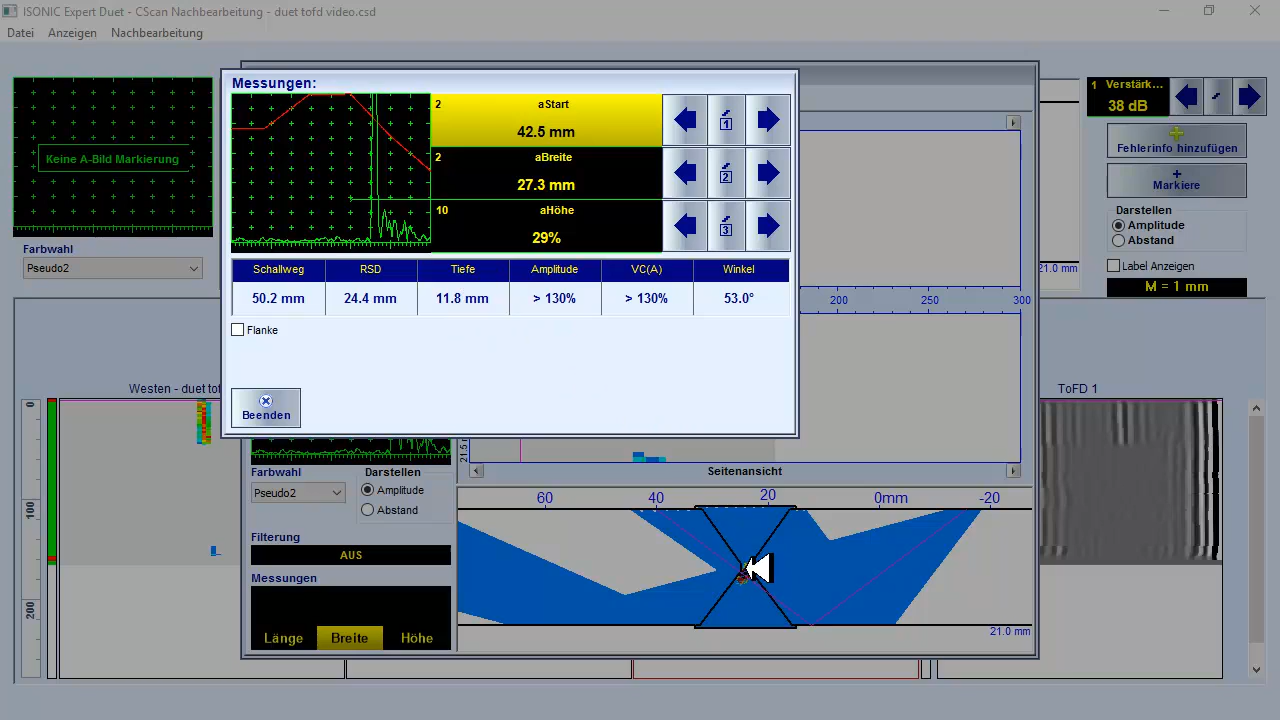 ISONIC Expert Duet - CScan Nachbearbeitung - duet tofd video.csd
Datei Anzeigen Nachbearbeitung
Keine A-Bild Markierung
Farbwahl
Pseudo2
Messungen:
2 aStart
42.5 mm
1
2 aBreite
27.3 mm
2
10 aHöhe
29%
3
Schallweg RSD Tiefe Amplitude VC(A) Winkel
50.2 mm 24.4 mm 11.8 mm > 130% > 130% 53.0°
Flanke
Beenden
1 Verstärk...
38 dB
Fehlerinfo hinzufügen
Markiere
Darstellen
Amplitude
Abstand
Label Anzeigen
M = 1 mm
21.0 mm
200 250 300
Westen - duet tof
ToFD 1
0
100
200
21.5 m
Seitenansicht
Farbwahl
Pseudo2
Darstellen
Amplitude
Abstand
Filterung
AUS
Messungen
Länge Breite Höhe
60 40 20 0mm -20
21.0 mm